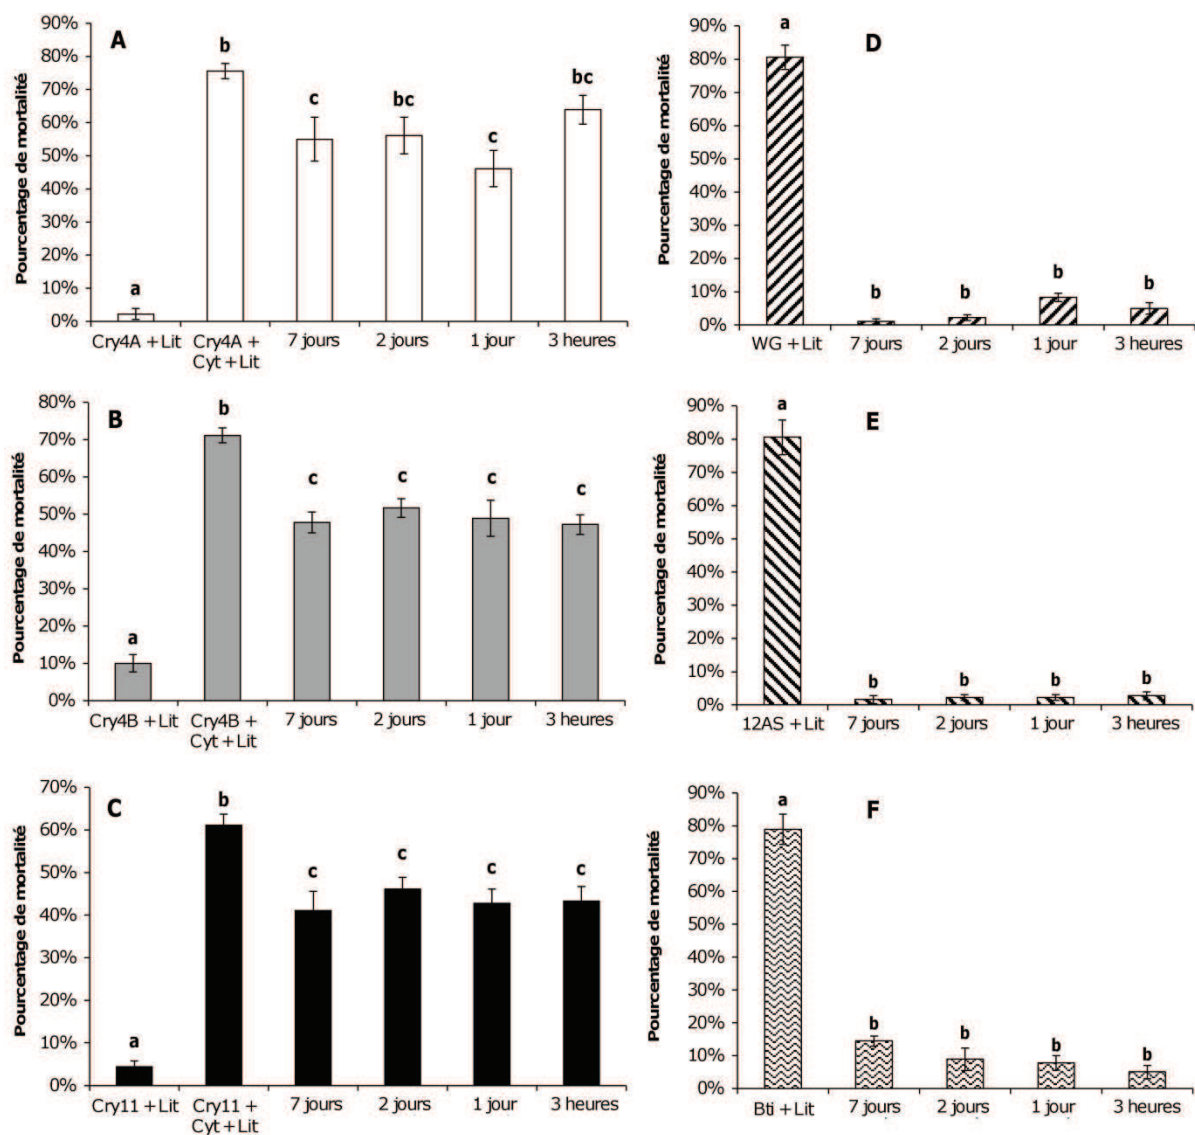 A
Pourcentage de mortalité
90%
80%
70%
60%
50%
40%
30%
20%
10%
0%
a
b
c
bc
c
bc
Cry4A + Lit
Cry4A +
Cyt + Lit
7 jours
2 jours
1 jour
3 heures
D
Pourcentage de mortalité
90%
80%
70%
60%
50%
40%
30%
20%
10%
0%
a
b
b
b
b
WG + Lit
7 jours
2 jours
1 jour
3 heures
B
Pourcentage de mortalité
80%
70%
60%
50%
40%
30%
20%
10%
0%
a
b
c
c
c
c
Cry4B + Lit
Cry4B +
Cyt + Lit
7 jours
2 jours
1 jour
3 heures
E
Pourcentage de mortalité
90%
80%
70%
60%
50%
40%
30%
20%
10%
0%
a
b
b
b
b
12AS + Lit
7 jours
2 jours
1 jour
3 heures
C
Pourcentage de mortalité
70%
60%
50%
40%
30%
20%
10%
0%
a
b
c
c
c
c
Cry11 + Lit
Cry11 +
Cyt + Lit
7 jours
2 jours
1 jour
3 heures
F
Pourcentage de mortalité
90%
80%
70%
60%
50%
40%
30%
20%
10%
0%
a
b
b
b
b
Bti + Lit
7 jours
2 jours
1 jour
3 heures